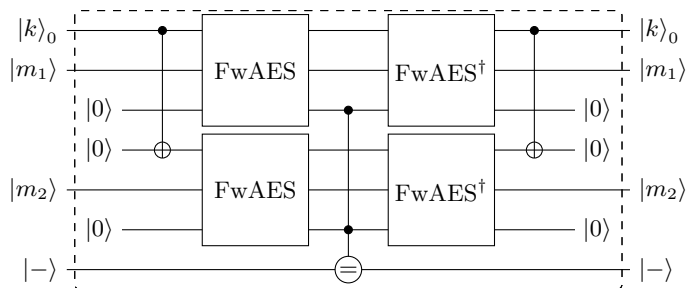 |k⟩₀ |k⟩₀
|m₁⟩ FwAES FwAES† |m₁⟩
|0⟩ |0⟩
|0⟩ |0⟩
|m₂⟩ FwAES FwAES† |m₂⟩
|0⟩ |0⟩
|−⟩ = |−⟩